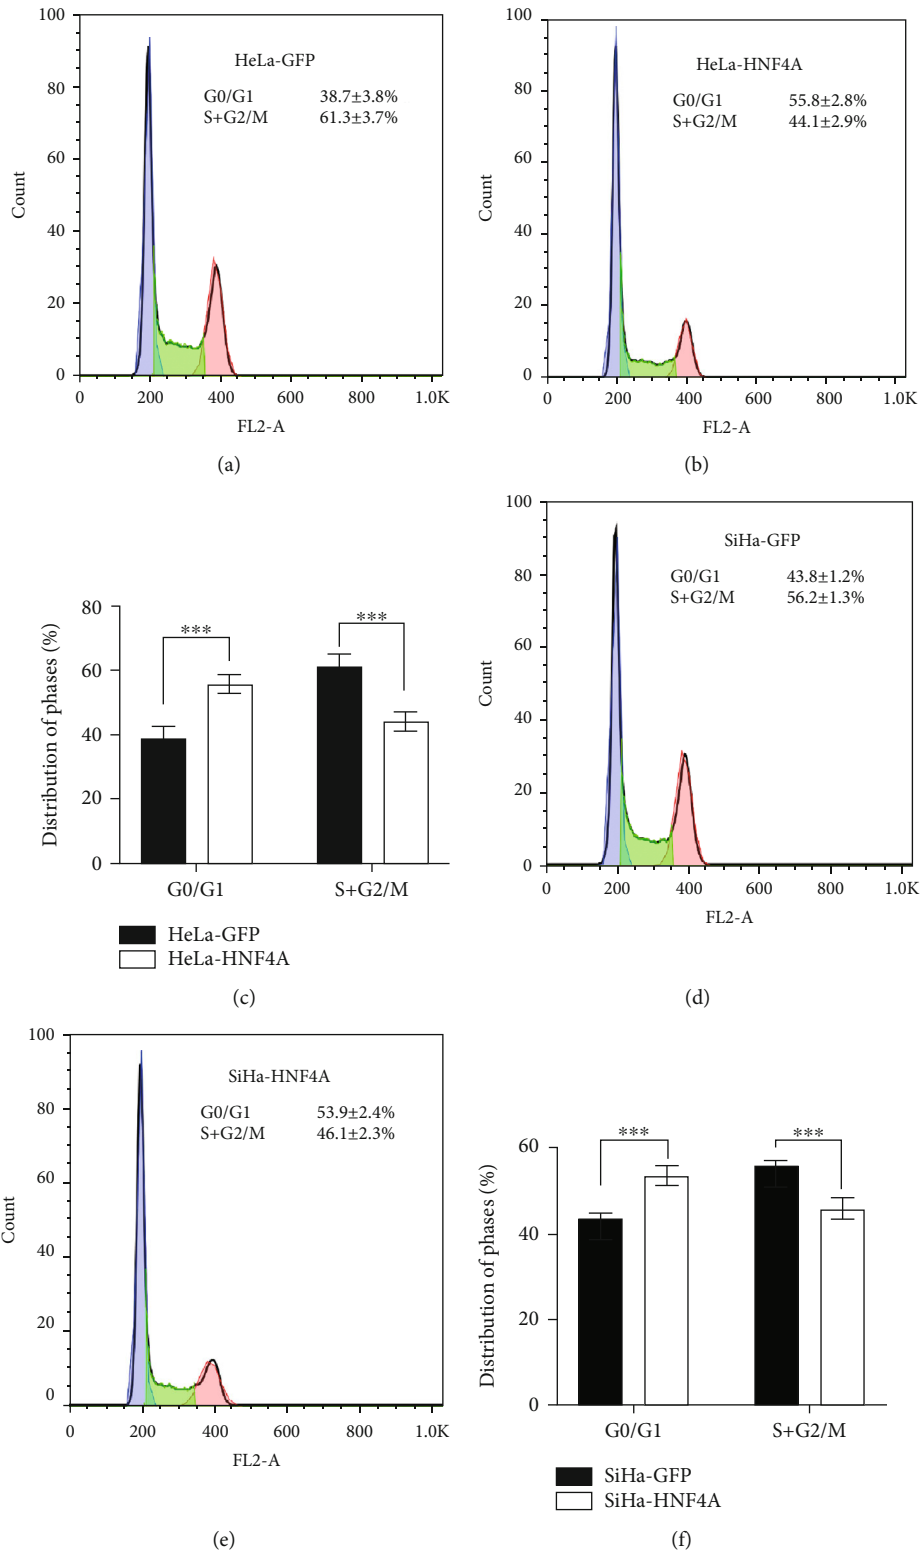 100
80
60
40
20
0
Count
HeLa-GFP
G0/G1 38.7±3.8%
S+G2/M 61.3±3.7%
0 200 400 600 800 1.0K
FL2-A
(a)
100
80
60
40
20
0
Count
HeLa-HNF4A
G0/G1 55.8±2.8%
S+G2/M 44.1±2.9%
0 200 400 600 800 1.0K
FL2-A
(b)
80
60
40
20
0
Distribution of phases (%)
*** ***
G0/G1 S+G2/M
HeLa-GFP
HeLa-HNF4A
(c)
100
80
60
40
20
0
Count
SiHa-GFP
G0/G1 43.8±1.2%
S+G2/M 56.2±1.3%
0 200 400 600 800 1.0K
FL2-A
(d)
100
80
60
40
20
0
Count
SiHa-HNF4A
G0/G1 53.9±2.4%
S+G2/M 46.1±2.3%
0 200 400 600 800 1.0K
FL2-A
(e)
60
40
20
0
Distribution of phases (%)
*** ***
G0/G1 S+G2/M
SiHa-GFP
SiHa-HNF4A
(f)